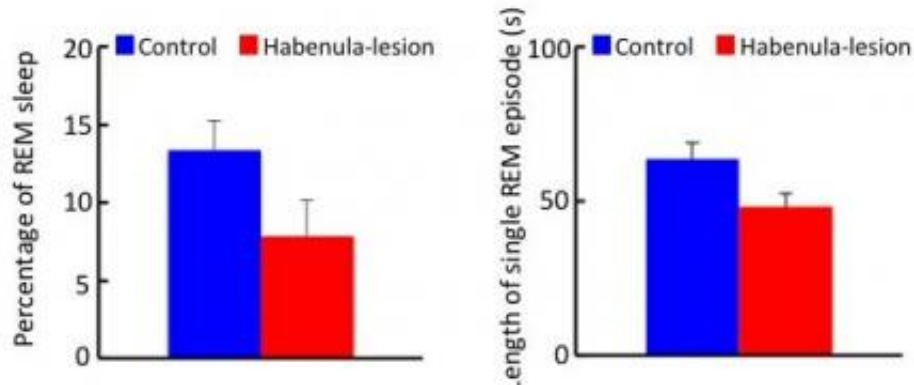 Percentage of REM sleep
20
15
10
5
0
Control Habenula-lesion
Length of single REM episode (s)
100
50
0
Control Habenula-lesion